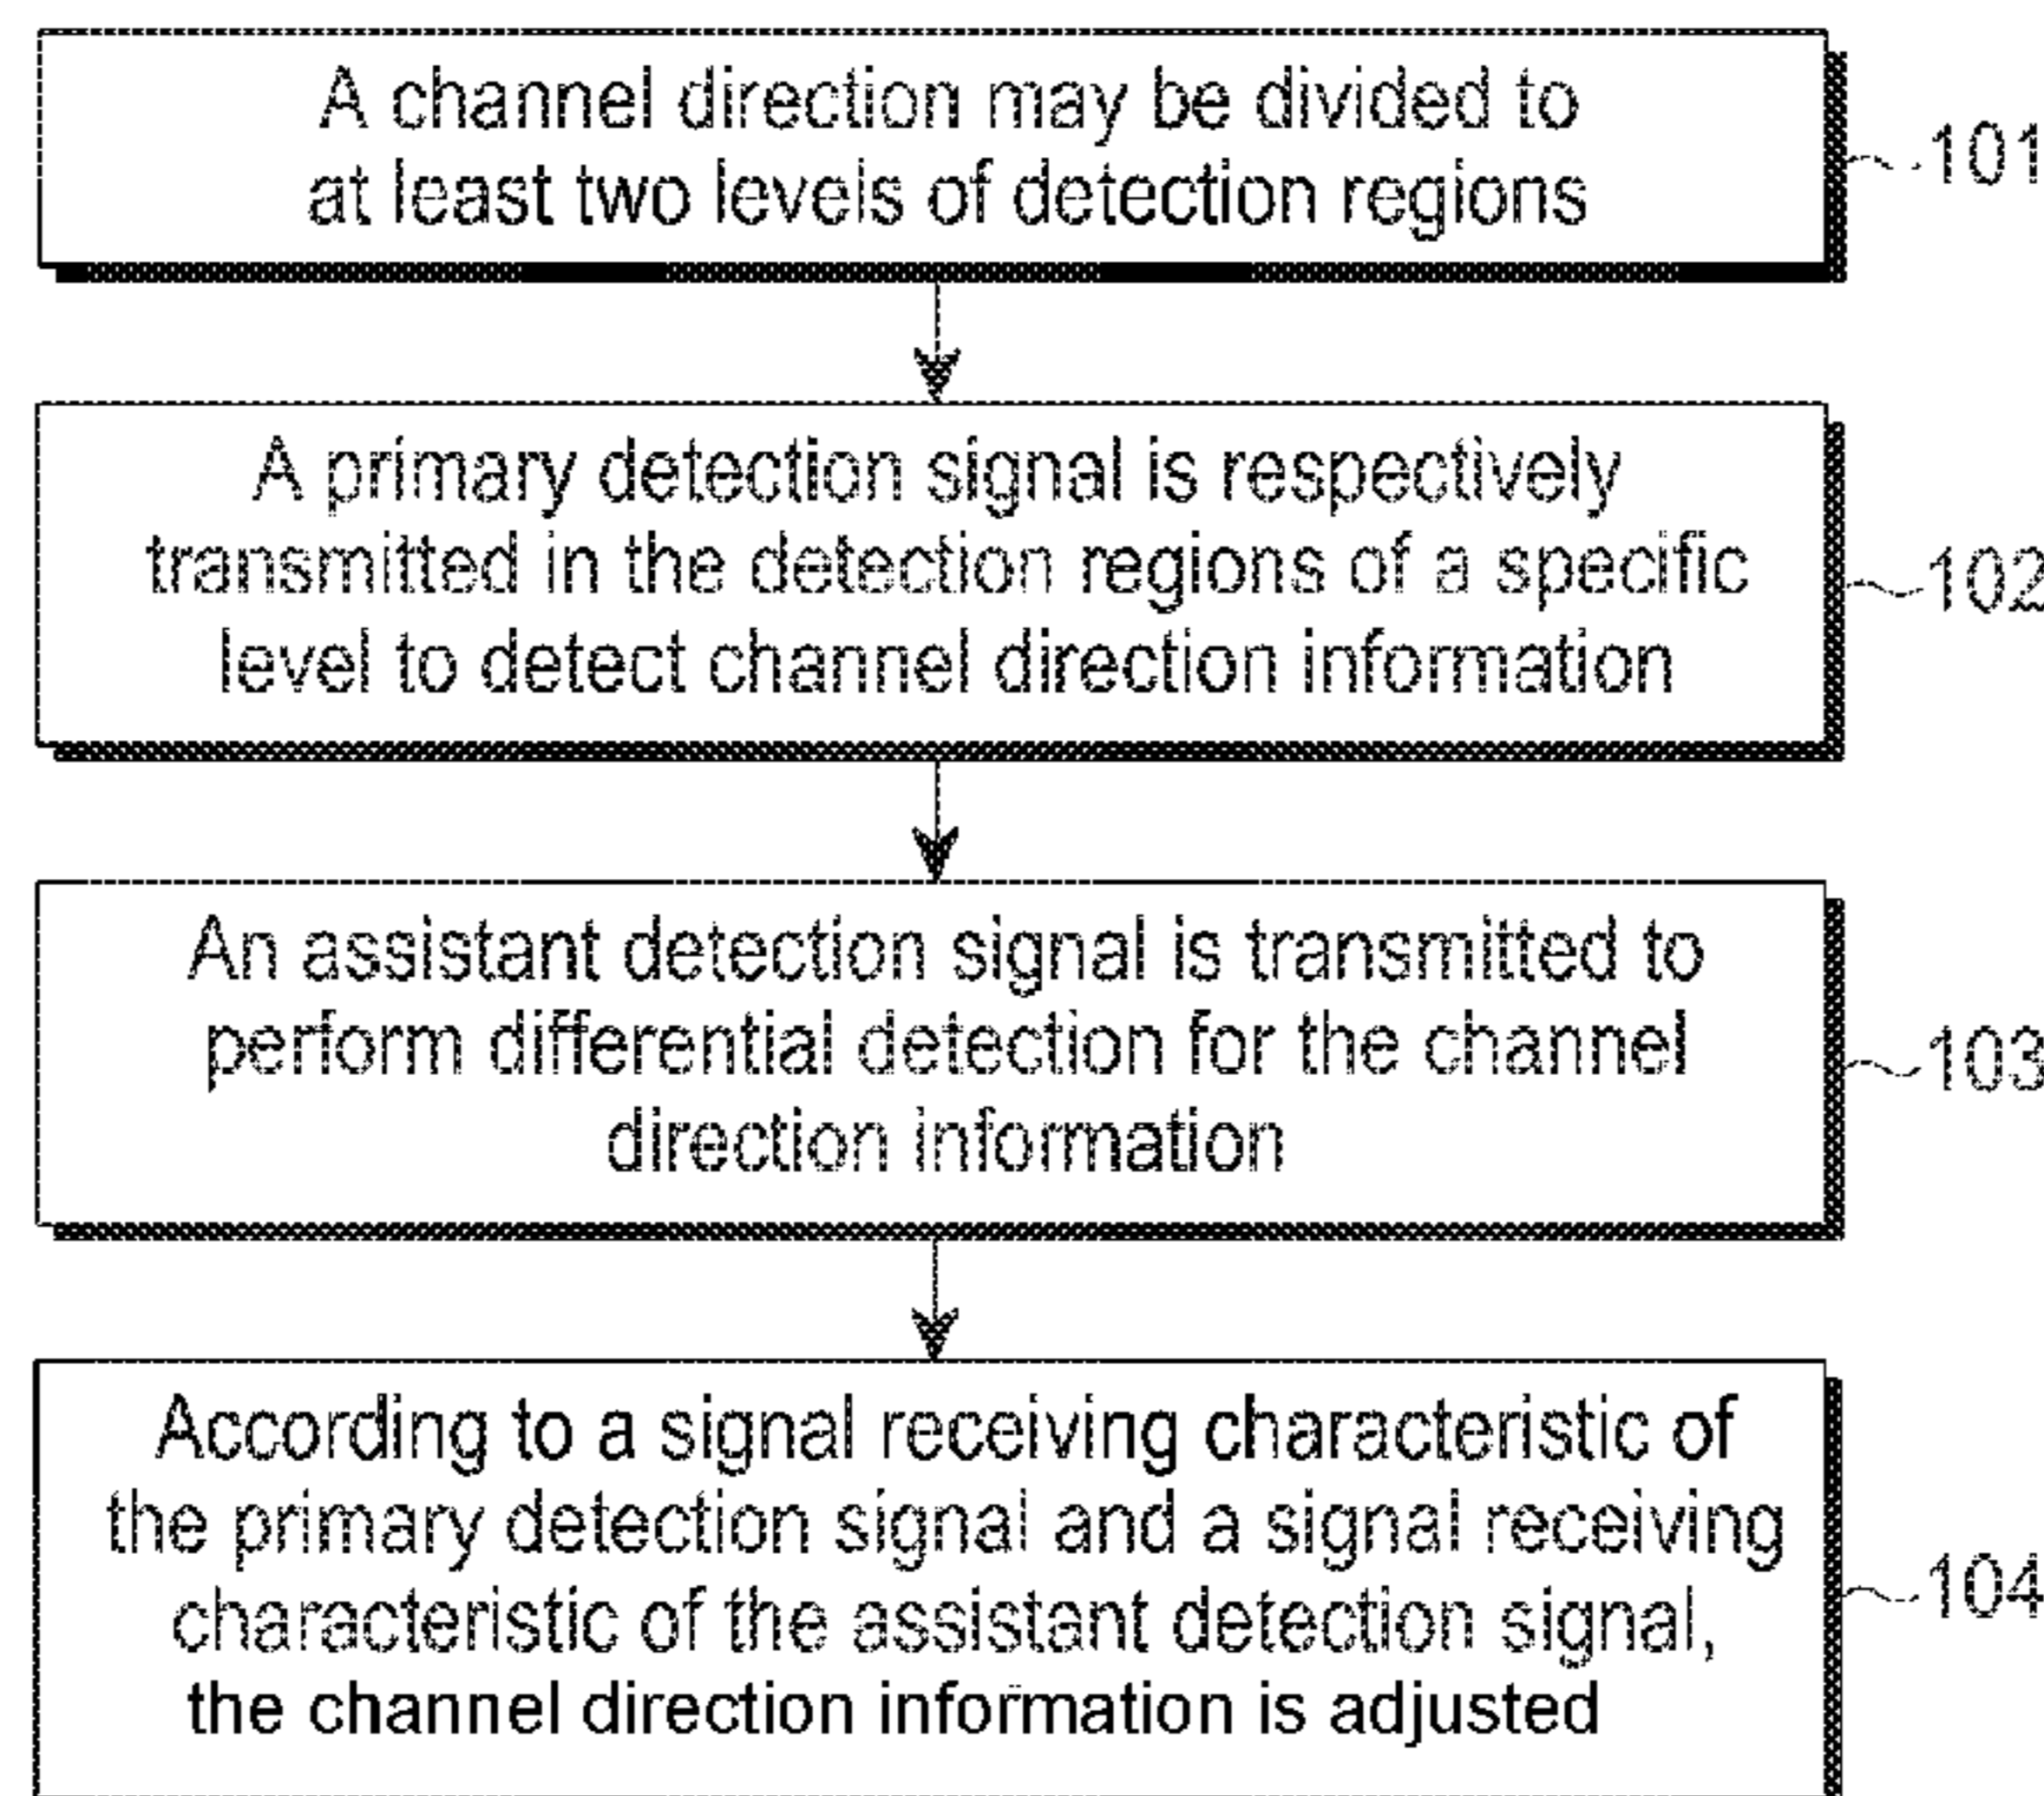 A channel direction may be divided to
at least two levels of detection regions
101
A primary detection signal is respectively
transmitted in the detection regions of a specific
level to detect channel direction information
102
An assistant detection signal is transmitted to
perform differential detection for the channel
direction information
103
According to a signal receiving characteristic of
the primary detection signal and a signal receiving
characteristic of the assistant detection signal,
the channel direction information is adjusted
104